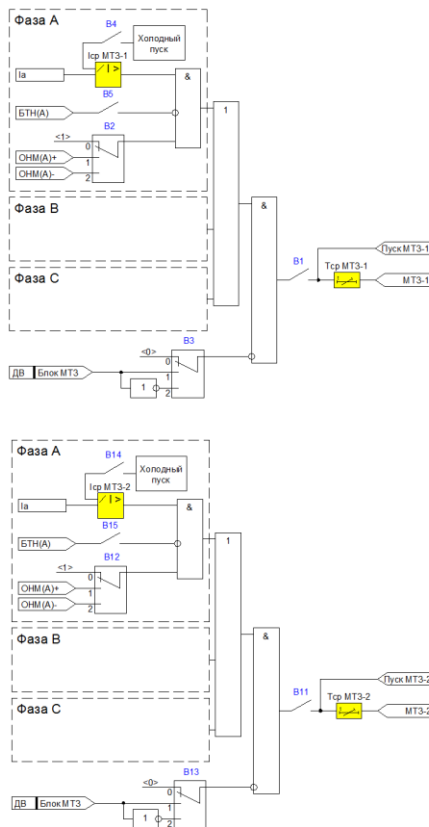 Фаза А
В4
Холодный
пуск
Iср МТЗ-1
Ia
I >
&
В5
БТН(А)
В2
<1>
0
ОНМ(А)+
1
ОНМ(А)-
2
1
Фаза В
&
В1
Пуск МТЗ-1
Тср МТЗ-1
МТЗ-1
Фаза С
В3
<0>
0
ДВ
Блок МТЗ
1
1
2
Фаза А
В14
Холодный
пуск
Iср МТЗ-2
Ia
I >
&
В15
БТН(А)
В12
<1>
0
ОНМ(А)+
1
ОНМ(А)-
2
1
Фаза В
&
В11
Пуск МТЗ-2
Тср МТЗ-2
МТЗ-2
Фаза С
В13
<0>
0
ДВ
Блок МТЗ
1
1
2